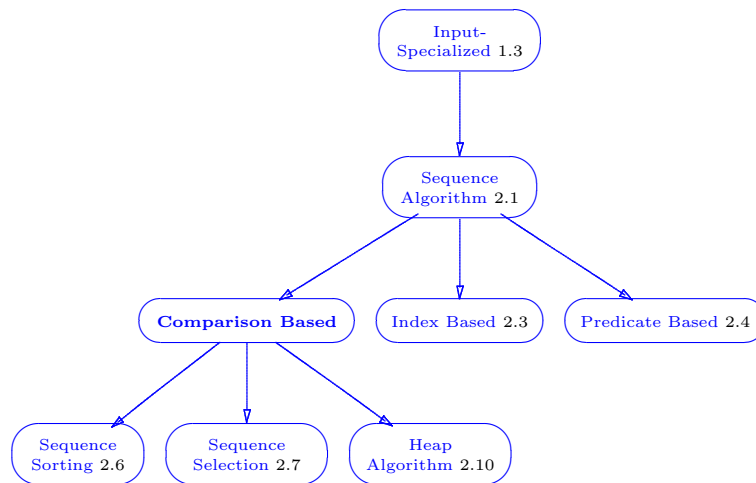 Input-
Specialized 1.3
Sequence
Algorithm 2.1
Comparison Based
Index Based 2.3
Predicate Based 2.4
Sequence
Sorting 2.6
Sequence
Selection 2.7
Heap
Algorithm 2.10